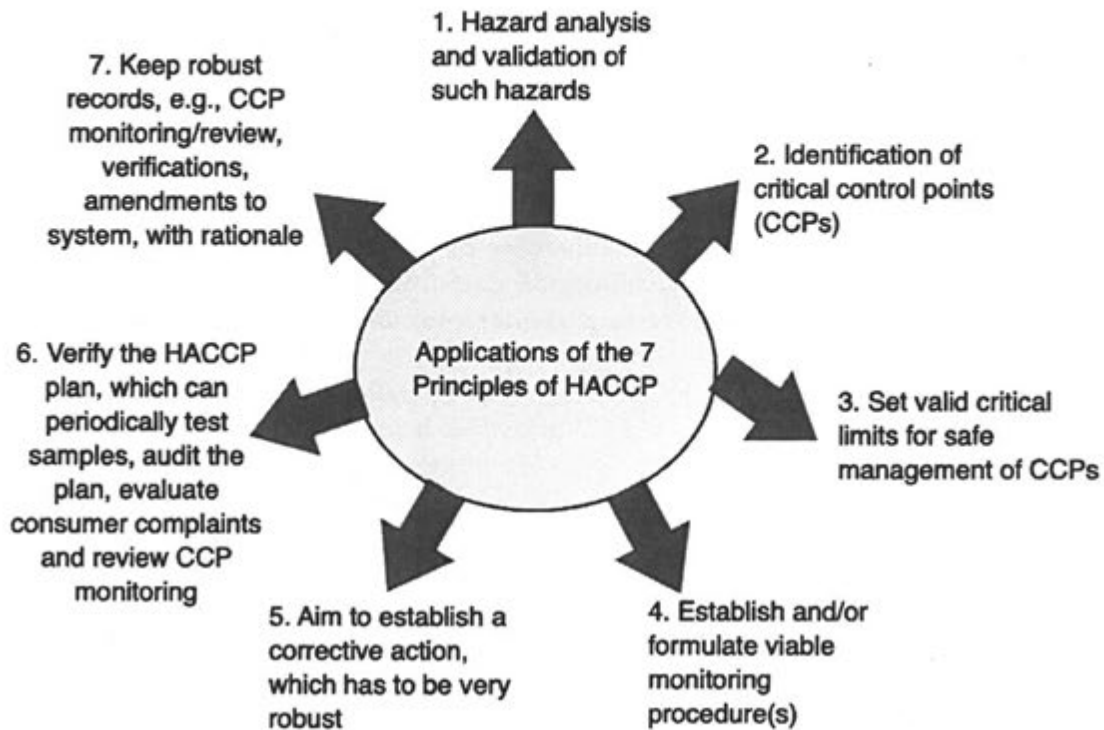 1. Hazard analysis
and validation of
such hazards
2. Identification of
critical control points
(CCPs)
3. Set valid critical
limits for safe
management of CCPs
4. Establish and/or
formulate viable
monitoring
procedure(s)
5. Aim to establish a
corrective action,
which has to be very
robust
6. Verify the HACCP
plan, which can
periodically test
samples, audit the
plan, evaluate
consumer complaints
and review CCP
monitoring
7. Keep robust
records, e.g., CCP
monitoring/review,
verifications,
amendments to
system, with rationale
Applications of the 7
Principles of HACCP